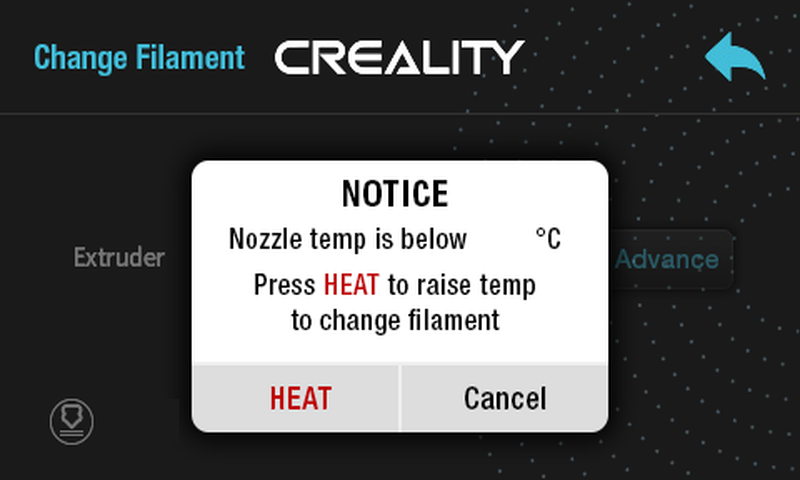 Change Filament
CREALITY
NOTICE
Nozzle temp is below °C
Press HEAT to raise temp
to change filament
Extruder
Advance
HEAT
Cancel